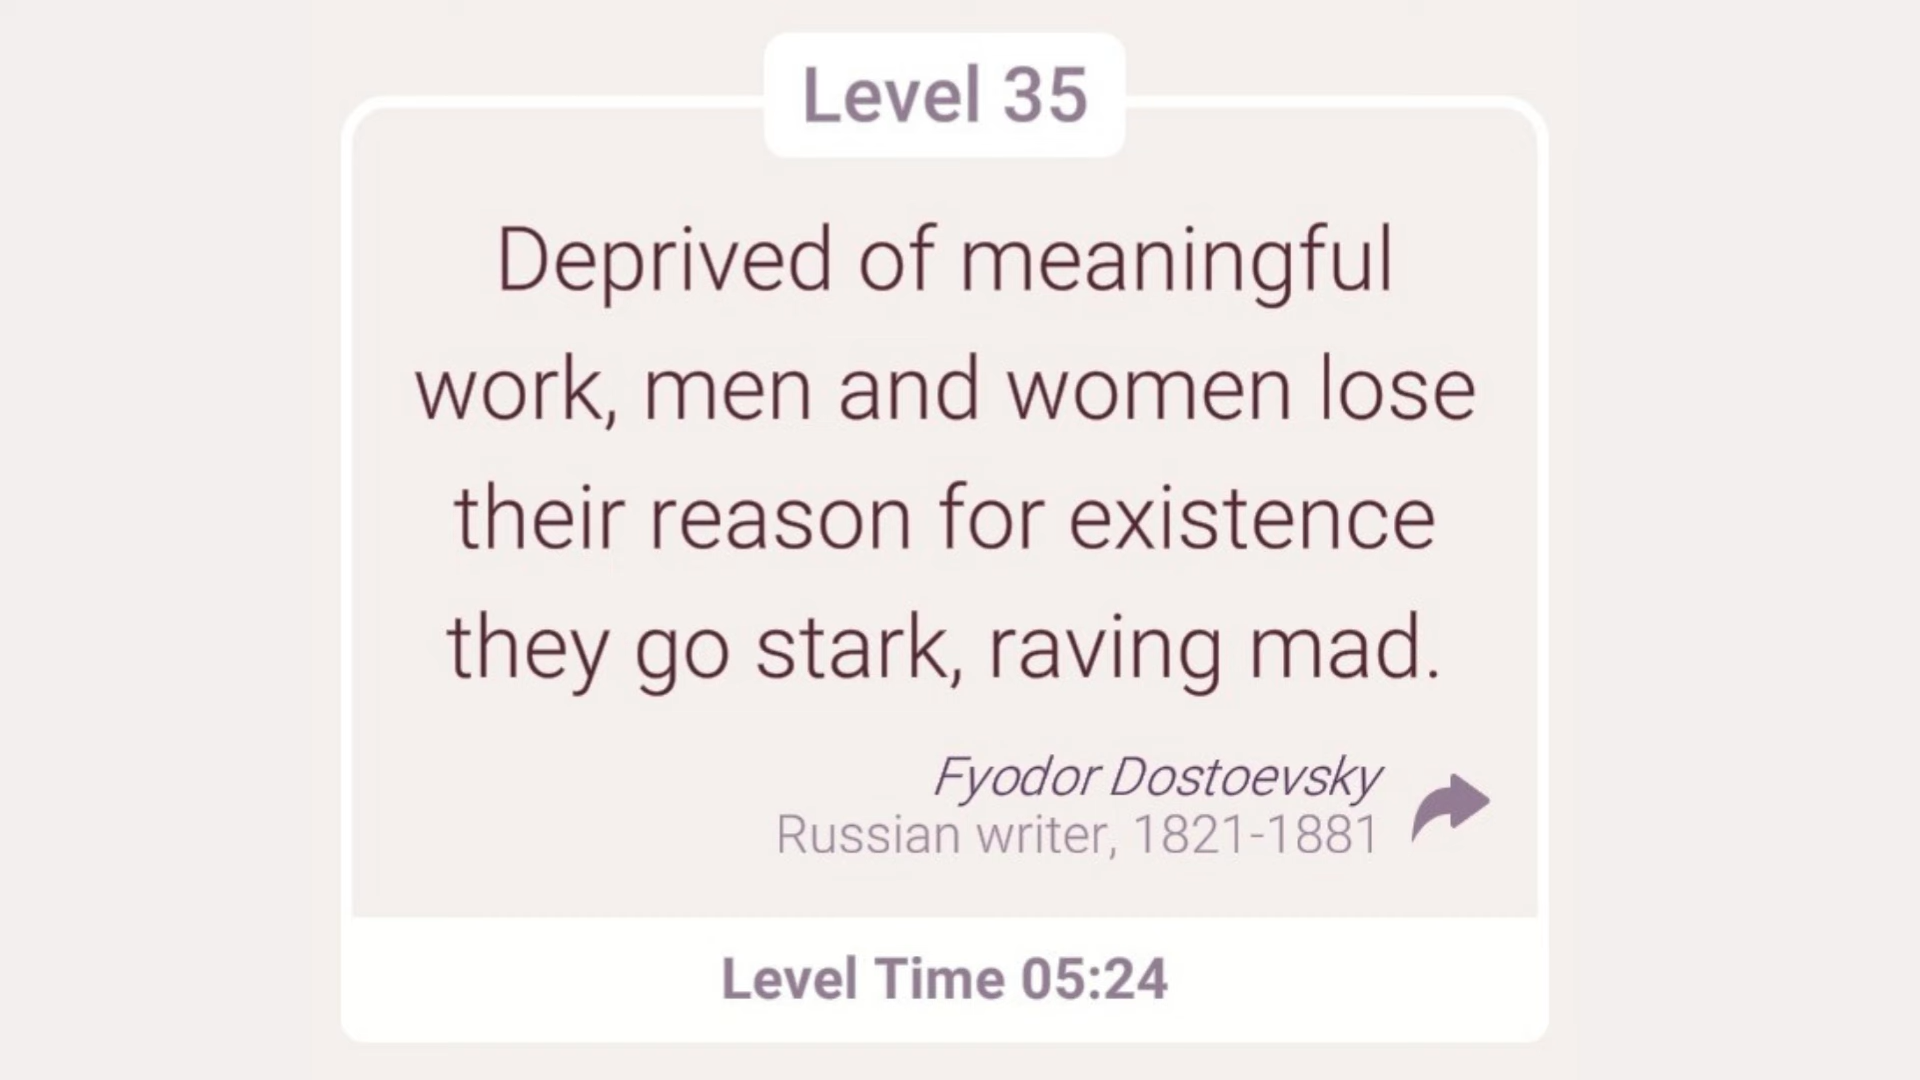 Level 35
Deprived of meaningful
work, men and women lose
their reason for existence
they go stark, raving mad.
Fyodor Dostoevsky
Russian writer, 1821-1881
Level Time 05:24